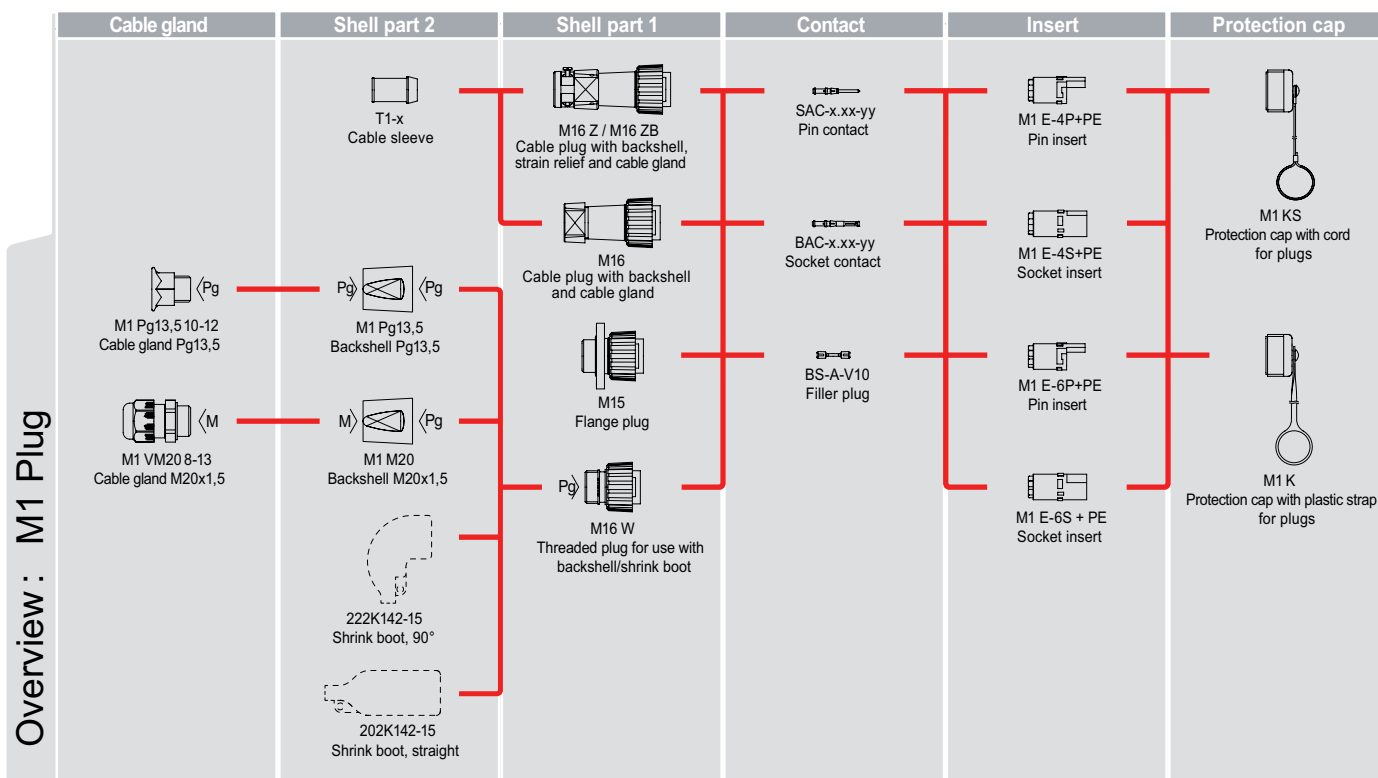 Overview : M1 Plug
Cable gland
Shell part 2
Shell part 1
Contact
Insert
Protection cap
⟨Pg
M1 Pg13,5 10-12
Cable gland Pg13,5
⟨M
M1 VM20 8-13
Cable gland M20x1,5
T1-x
Cable sleeve
Pg⟩ ⟨Pg
M1 Pg13,5
Backshell Pg13,5
M⟩ ⟨Pg
M1 M20
Backshell M20x1,5
222K142-15
Shrink boot, 90°
202K142-15
Shrink boot, straight
M16 Z / M16 ZB
Cable plug with backshell,
strain relief and cable gland
M16
Cable plug with backshell
and cable gland
M15
Flange plug
Pg⟩
M16 W
Threaded plug for use with
backshell/shrink boot
SAC-x.xx-yy
Pin contact
BAC-x.xx-yy
Socket contact
BS-A-V10
Filler plug
M1 E-4P+PE
Pin insert
M1 E-4S+PE
Socket insert
M1 E-6P+PE
Pin insert
M1 E-6S + PE
Socket insert
M1 KS
Protection cap with cord
for plugs
M1 K
Protection cap with plastic strap
for plugs